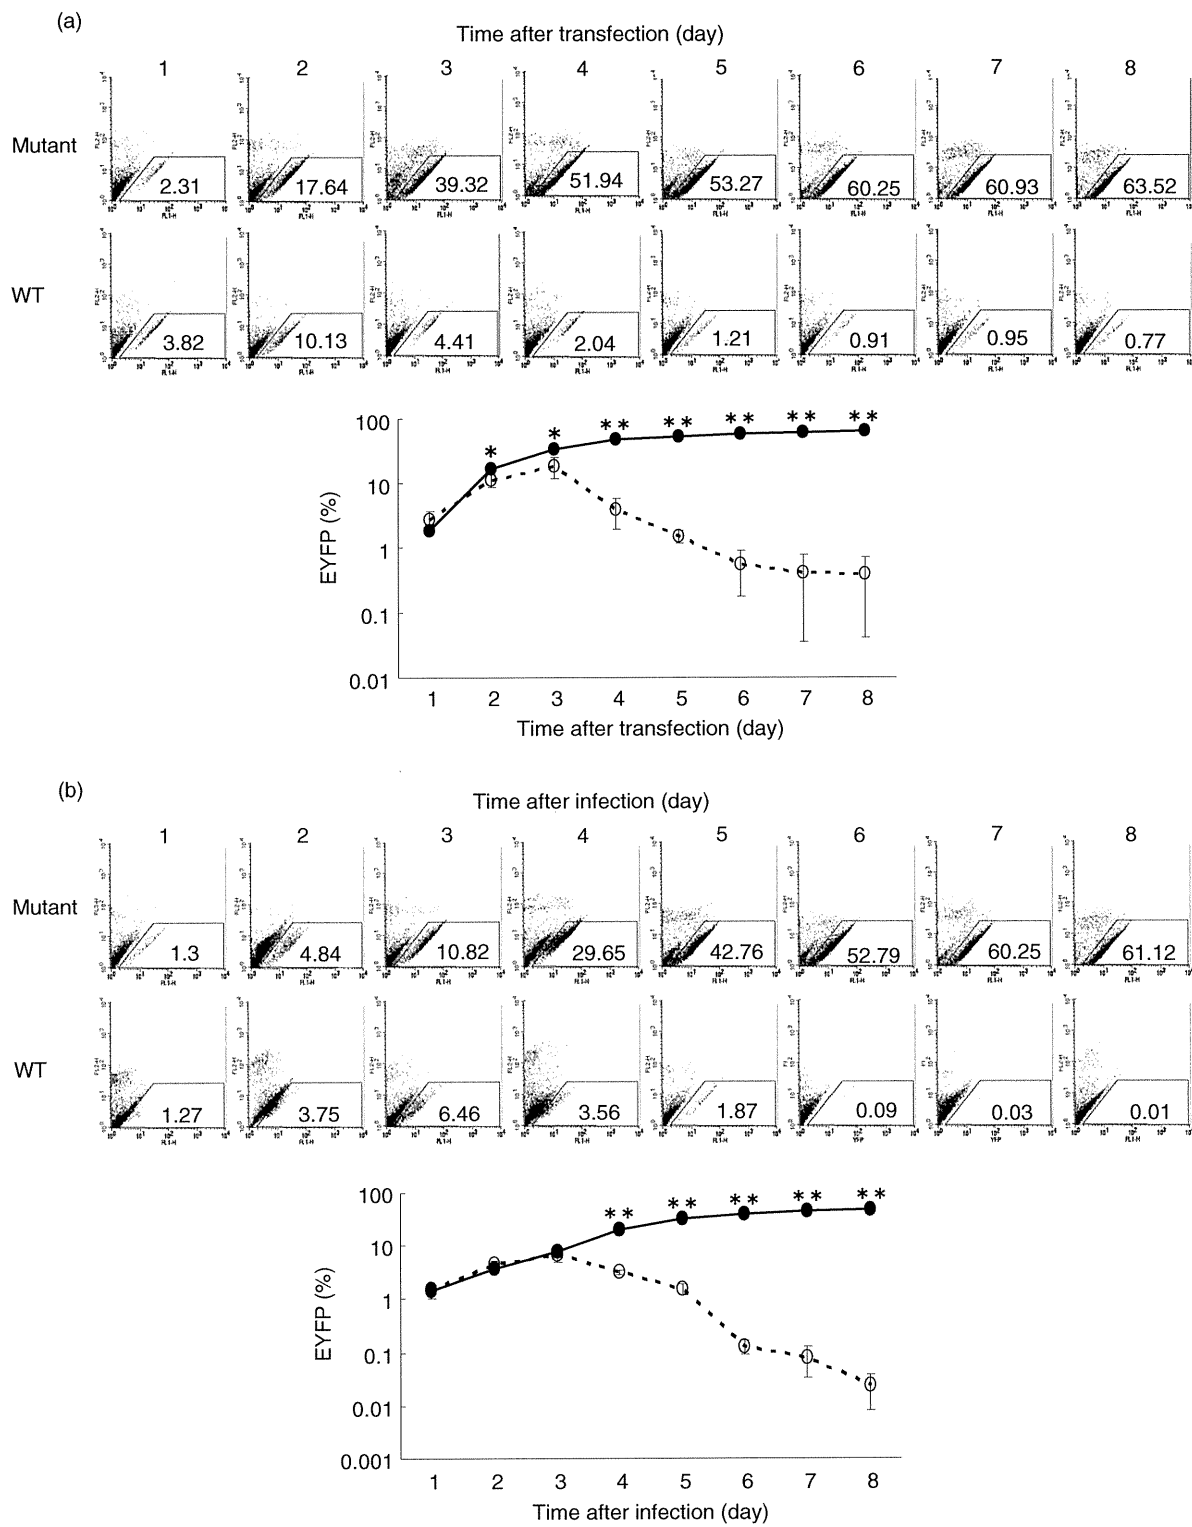 (a)
Time after transfection (day)
1 2 3 4 5 6 7 8
Mutant
2.31 17.64 39.32 51.94 53.27 60.25 60.93 63.52
WT
3.82 10.13 4.41 2.04 1.21 0.91 0.95 0.77
EYFP (%)
100
10
1
0.1
0.01
* * ** ** ** ** **
1 2 3 4 5 6 7 8
Time after transfection (day)
(b)
Time after infection (day)
1 2 3 4 5 6 7 8
Mutant
1.3 4.84 10.82 29.65 42.76 52.79 60.25 61.12
WT
1.27 3.75 6.46 3.56 1.87 0.09 0.03 0.01
EYFP (%)
100
10
1
0.1
0.01
0.001
** ** ** ** **
1 2 3 4 5 6 7 8
Time after infection (day)